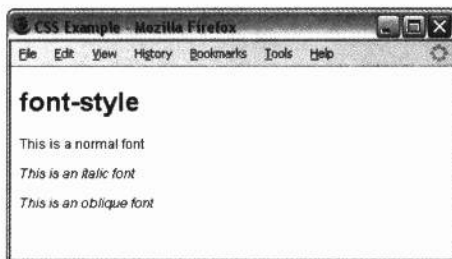 CSS Example - Mozilla Firefox
File Edit View History Bookmarks Tools Help
font-style
This is a normal font
This is an italic font
This is an oblique font